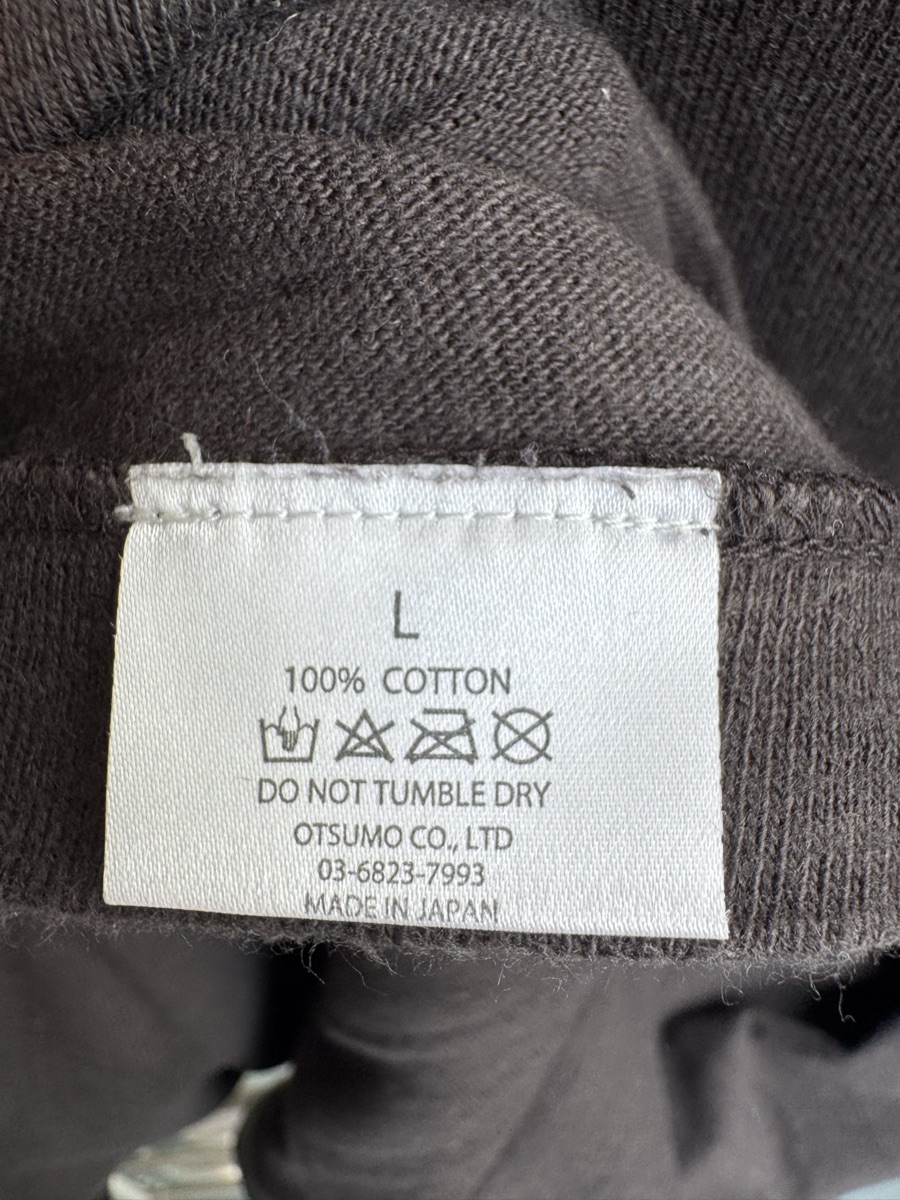 L
100% COTTON
DO NOT TUMBLE DRY
OTSUMO CO., LTD
03-6823-7993
MADE IN JAPAN